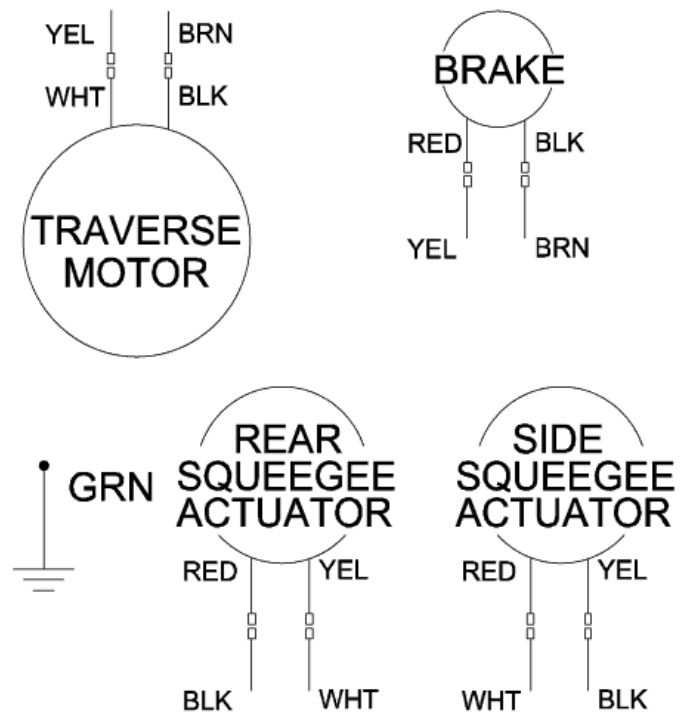 YEL BRN
WHT BLK
TRAVERSE
MOTOR
BRAKE
RED BLK
YEL BRN
GRN
REAR
SQUEEGEE
ACTUATOR
RED YEL
BLK WHT
SIDE
SQUEEGEE
ACTUATOR
RED YEL
WHT BLK